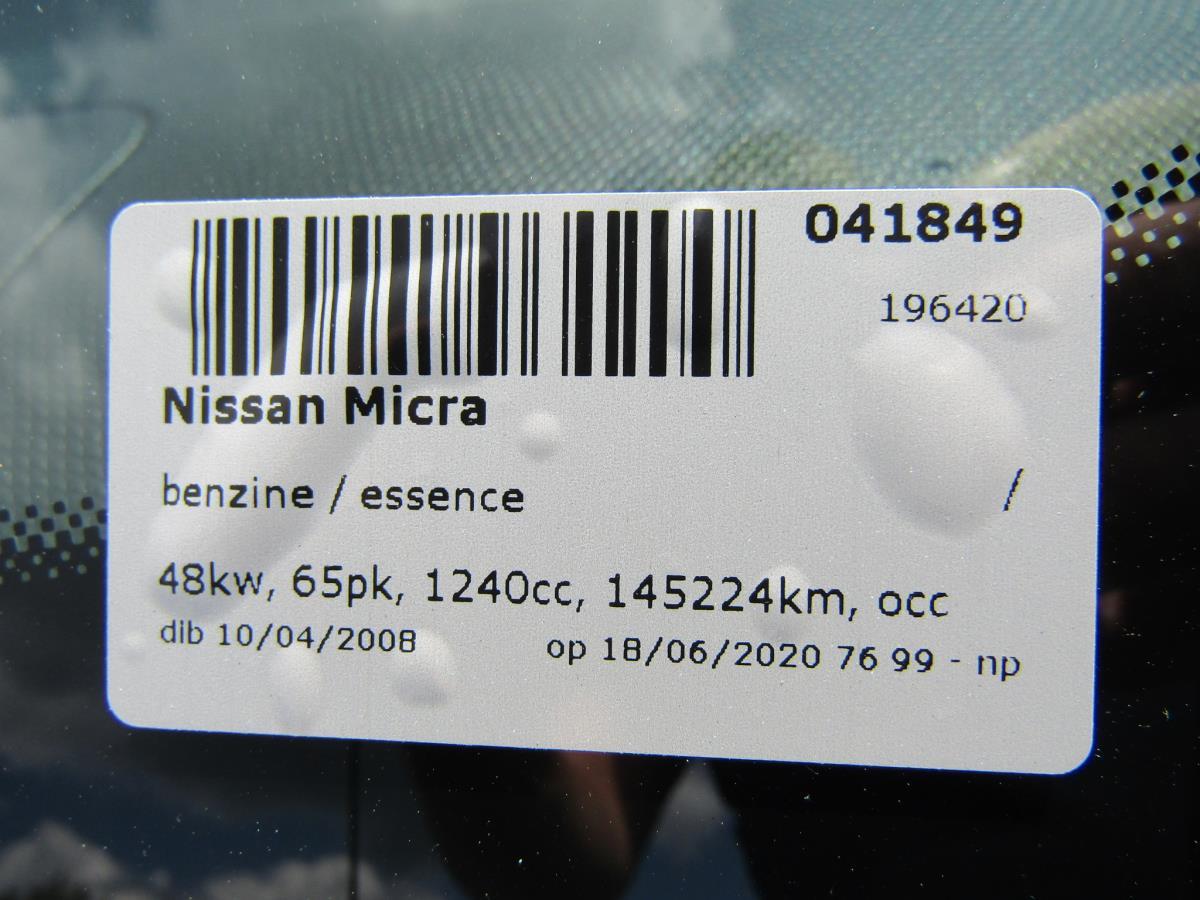 041849
196420
Nissan Micra
benzine / essence /
48kw, 65pk, 1240cc, 145224km, occ
dib 10/04/2008 op 18/06/2020 76 99 - np